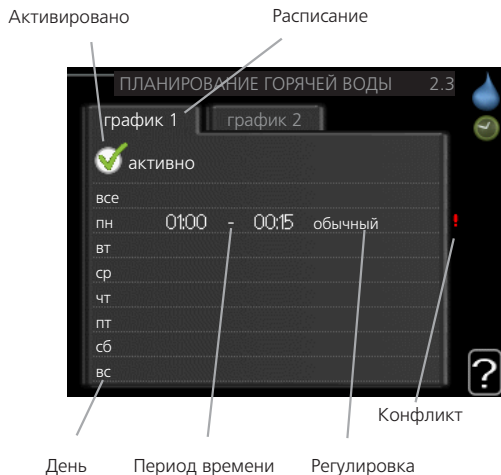 Активировано Расписание
ПЛАНИРОВАНИЕ ГОРЯЧЕЙ ВОДЫ 2.3
график 1 график 2
активно
все
пн 01:00 - 00:15 обычный !
вт
ср
чт
пт
сб
вс
?
Конфликт
День Период времени Регулировка